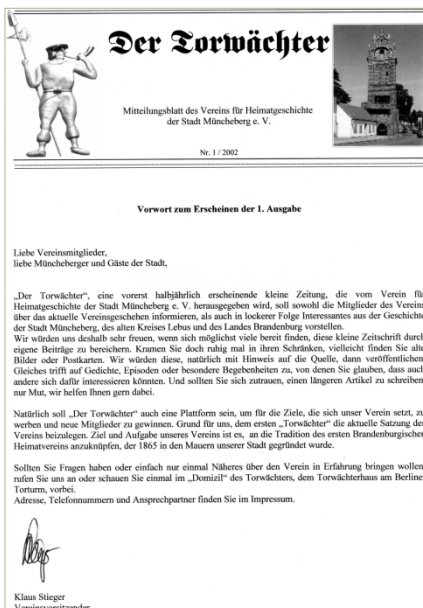 Der Torwächter
Mitteilungsblatt des Vereins für Heimatgeschichte
der Stadt Müncheberg e. V.
Nr. 1 / 2002
Vorwort zum Erscheinen der 1. Ausgabe
Liebe Vereinsmitglieder,
liebe Müncheberger und Gäste der Stadt,
„Der Torwächter“, eine vorerst halbjährlich erscheinende kleine Zeitung, die vom Verein für
Heimatgeschichte der Stadt Müncheberg e. V. herausgegeben wird, soll sowohl die Mitglieder des Vereins
über das aktuelle Vereinsgeschehen informieren, als auch in lockerer Folge Interessantes aus der Geschichte
der Stadt Müncheberg, des alten Kreises Lebus und des Landes Brandenburg vorstellen.
Wir würden uns deshalb sehr freuen, wenn sich möglichst viele bereit finden, diese kleine Zeitschrift durch
eigene Beiträge zu bereichern. Kramen Sie doch ruhig mal in ihren Schränken, vielleicht finden Sie alte
Bilder oder Postkarten. Wir würden diese, natürlich mit Hinweis auf die Quelle, dann veröffentlichen.
Gleiches trifft auf Gedichte, Episoden oder besondere Begebenheiten zu, von denen Sie glauben, dass auch
andere sich dafür interessieren könnten. Und sollten Sie sich zutrauen, einen längeren Artikel zu schreiben,
nur Mut, wir helfen Ihnen gern dabei.
Natürlich soll „Der Torwächter“ auch eine Plattform sein, um für die Ziele, die sich unser Verein setzt, zu
werben und neue Mitglieder zu gewinnen. Grund für uns, dem ersten „Torwächter“ die aktuelle Satzung des
Vereins beizulegen. Ziel und Aufgabe unseres Vereins ist es, an die Tradition des ersten Brandenburgischen
Heimatvereins anzuknüpfen, der 1865 in den Mauern unserer Stadt gegründet wurde.
Sollten Sie Fragen haben oder einfach nur einmal Näheres über den Verein in Erfahrung bringen wollen,
rufen Sie uns an oder schauen Sie einmal im „Domizil“ des Torwächters, dem Torwächterhaus am Berliner
Torturm, vorbei.
Adresse, Telefonnummern und Ansprechpartner finden Sie im Impressum.
Klaus Stieger
Vereinsvorsitzender